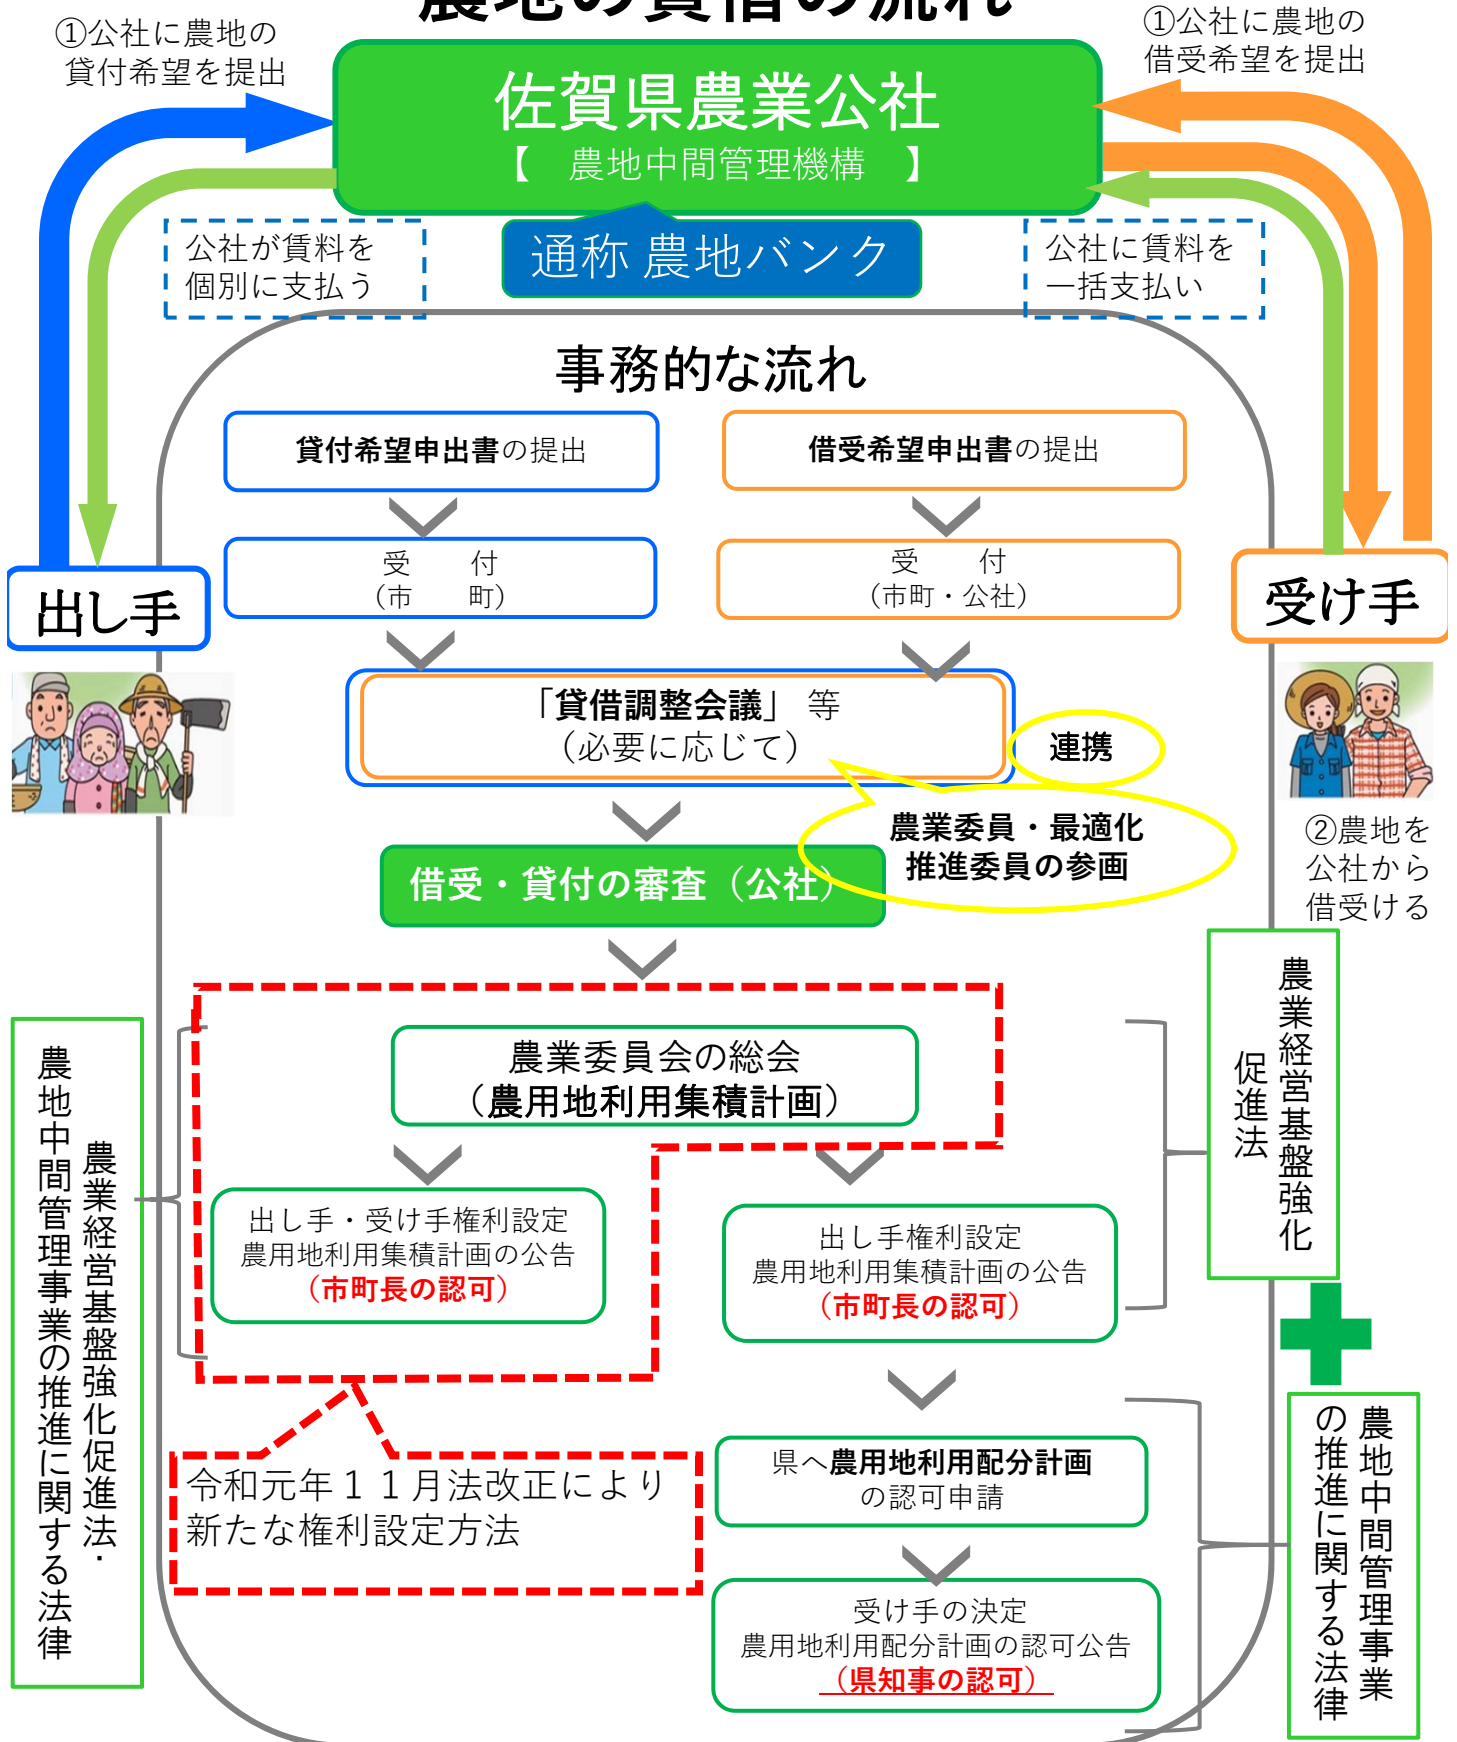 農地の貸借の流れ
①公社に農地の
貸付希望を提出
①公社に農地の
借受希望を提出
佐賀県農業公社
【　農地中間管理機構　】
通称 農地バンク
公社が賃料を
個別に支払う
公社に賃料を
一括支払い
事務的な流れ
貸付希望申出書の提出
借受希望申出書の提出
受　　付
（市　　町）
受　　付
（市町・公社）
出し手
受け手
「貸借調整会議」 等
（必要に応じて）
連携
農業委員・最適化
推進委員の参画
借受・貸付の審査（公社）
②農地を
公社から
借受ける
農業委員会の総会
（農用地利用集積計画）
出し手・受け手権利設定
農用地利用集積計画の公告
（市町長の認可）
出し手権利設定
農用地利用集積計画の公告
（市町長の認可）
農業経営基盤強化促進法・
農地中間管理事業の推進に関する法律
農業経営基盤強化
促進法
令和元年１１月法改正により
新たな権利設定方法
県へ農用地利用配分計画
の認可申請
受け手の決定
農用地利用配分計画の認可公告
（県知事の認可）
農地中間管理事業
の推進に関する法律